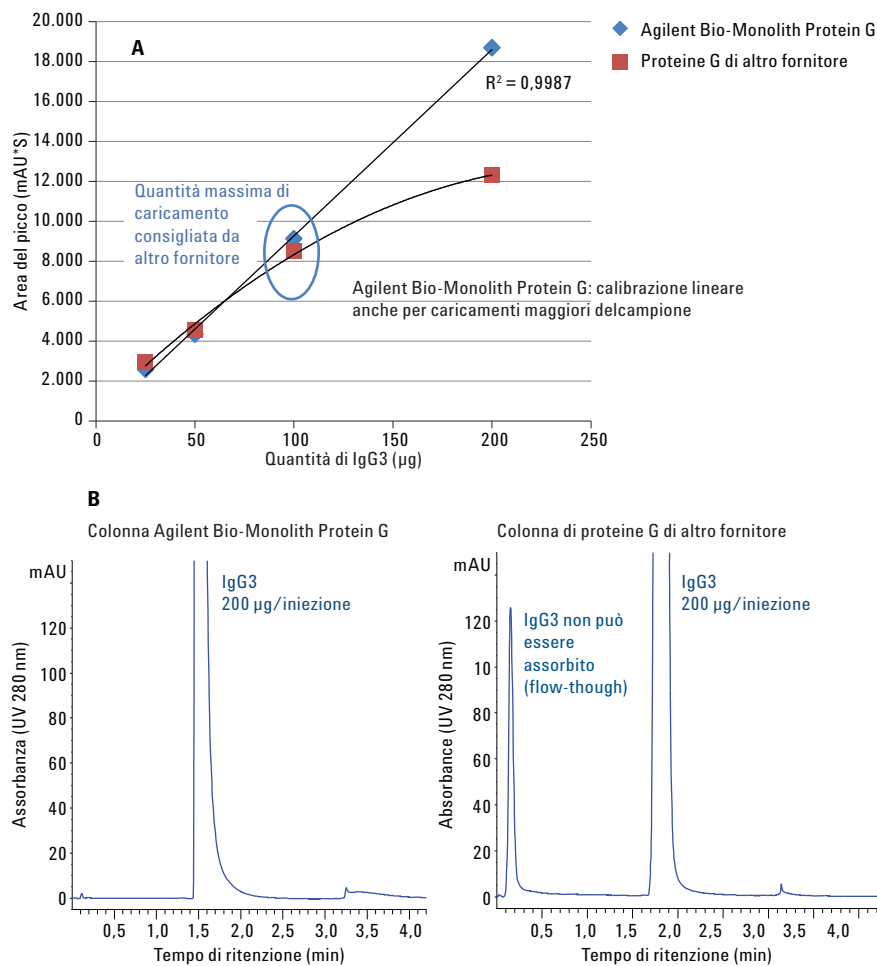 A
Agilent Bio-Monolith Protein G
Proteine G di altro fornitore
R² = 0,9987
Area del picco (mAU*S)
20.000
18.000
16.000
14.000
12.000
10.000
8.000
6.000
4.000
2.000
0
Quantità massima di
caricamento
consigliata da
altro fornitore
Agilent Bio-Monolith Protein G: calibrazione lineare
anche per caricamenti maggiori delcampione
0 50 100 150 200 250
Quantità di IgG3 (µg)
B
Colonna Agilent Bio-Monolith Protein G
mAU
IgG3
200 µg/iniezione
Assorbanza (UV 280 nm)
120
100
80
60
40
20
0
0,5 1,0 1,5 2,0 2,5 3,0 3,5 4,0
Tempo di ritenzione (min)
Colonna di proteine G di altro fornitore
mAU
IgG3
200 µg/iniezione
IgG3 non può
essere
assorbito
(flow-though)
Absorbance (UV 280 nm)
120
10
80
60
40
20
0
0,5 1,0 1,5 2,0 2,5 3,0 3,5 4,0
Tempo di ritenzione (min)